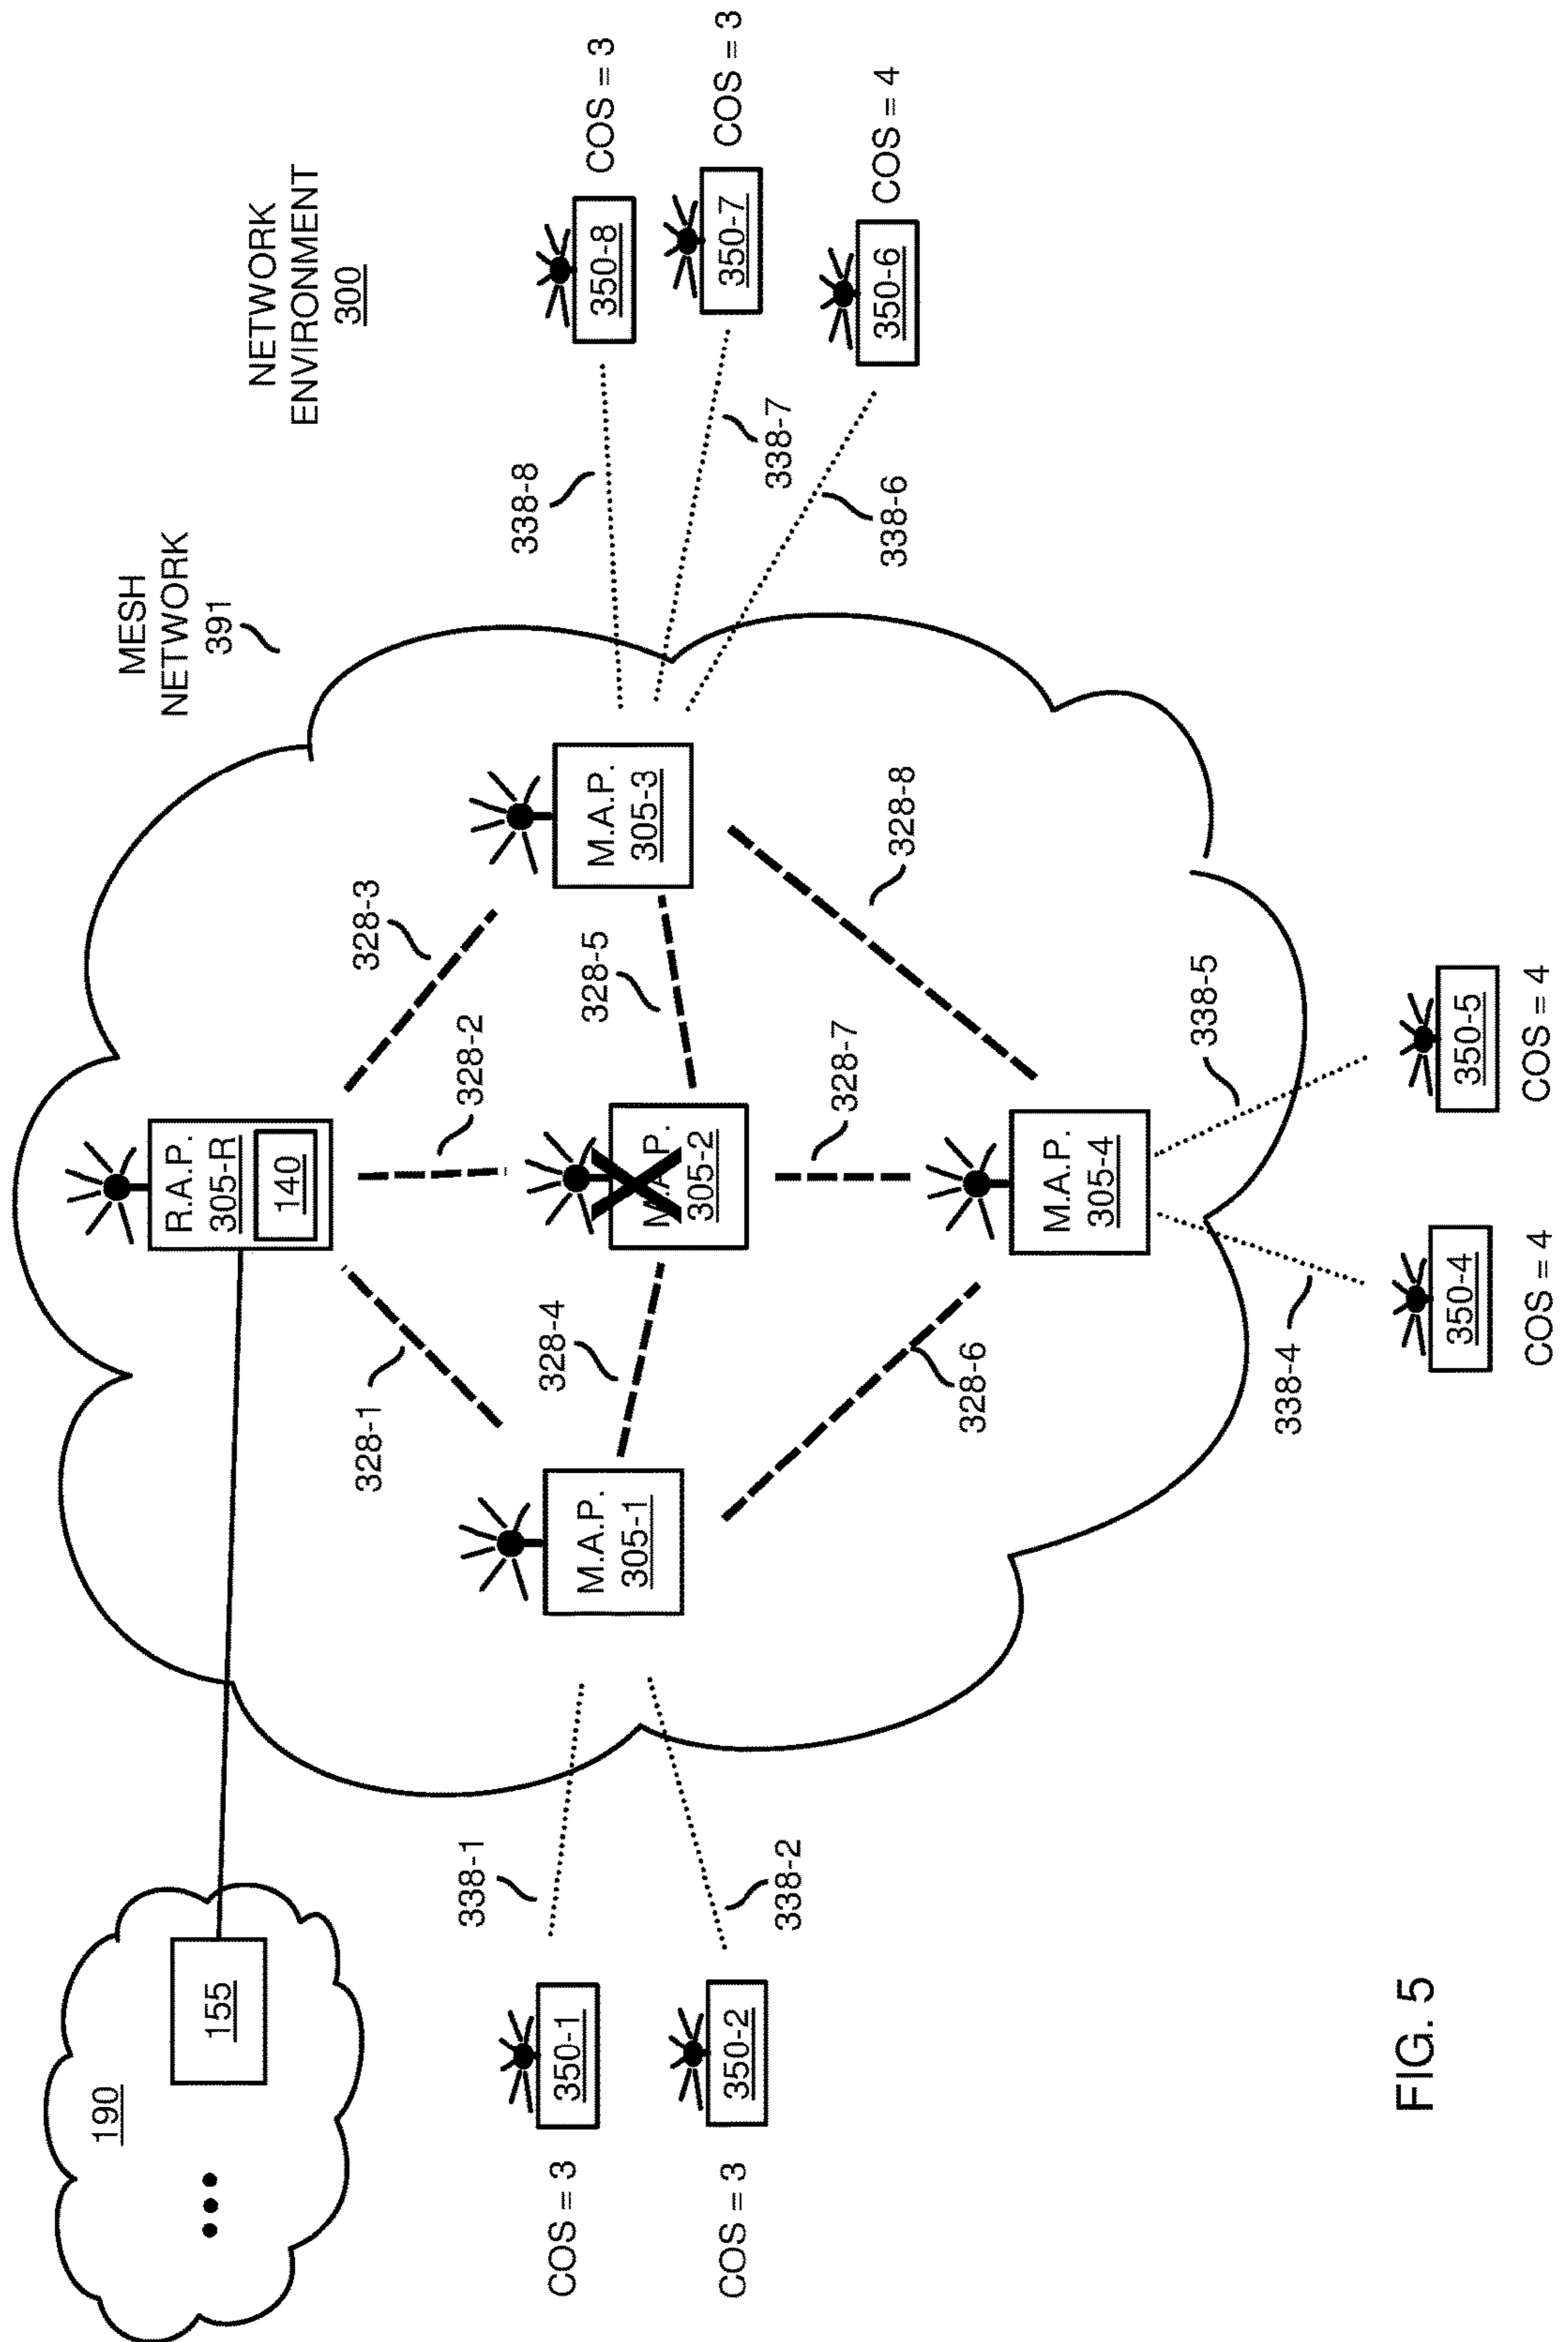 NETWORK
ENVIRONMENT
300
MESH
NETWORK
391
190
155
R.A.P.
305-R
140
328-1
328-2
328-3
M.A.P.
305-1
M.A.P.
305-2
M.A.P.
305-3
328-4
328-5
328-6
328-7
328-8
M.A.P.
305-4
338-1
338-2
350-1
COS = 3
350-2
COS = 3
338-8
338-7
338-6
350-8
COS = 3
350-7
COS = 3
350-6
COS = 4
338-4
338-5
350-4
COS = 4
350-5
COS = 4
FIG. 5